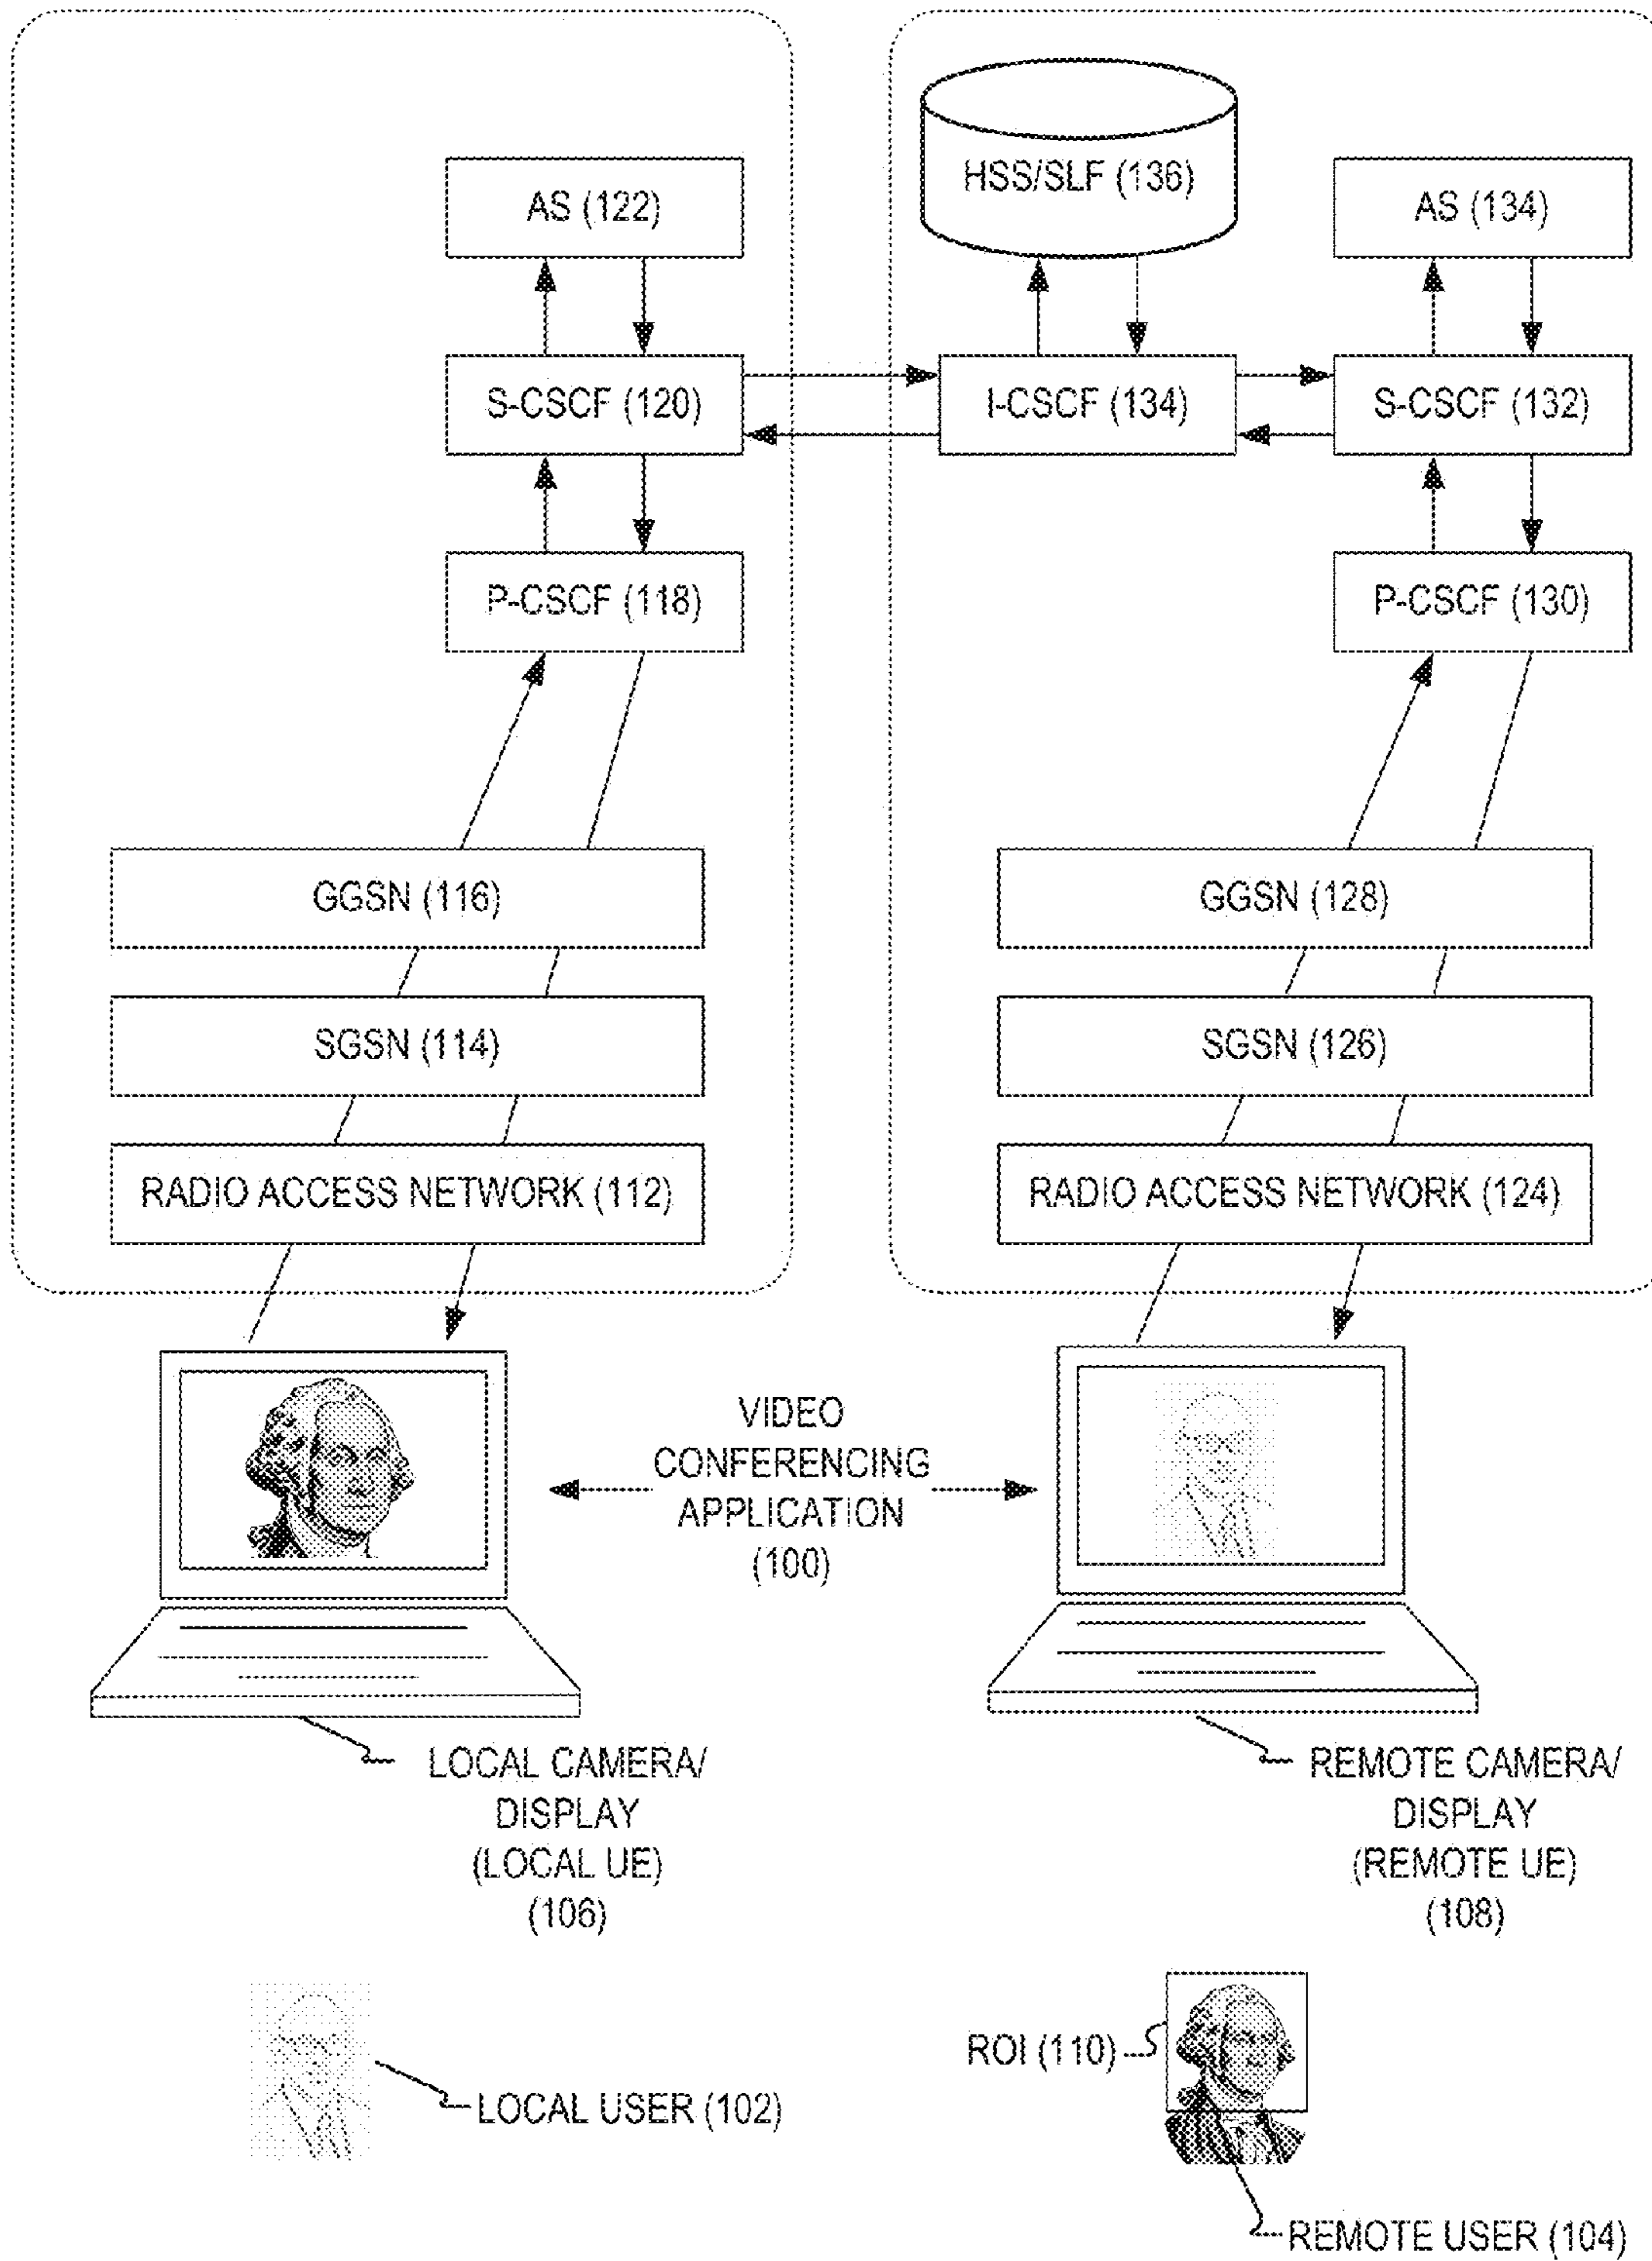 HSS/SLF (136)
AS (122)
AS (134)
S-CSCF (120)
I-CSCF (134)
S-CSCF (132)
P-CSCF (118)
P-CSCF (130)
GGSN (116)
GGSN (128)
SGSN (114)
SGSN (126)
RADIO ACCESS NETWORK (112)
RADIO ACCESS NETWORK (124)
VIDEO
CONFERENCING
APPLICATION
(100)
LOCAL CAMERA/
DISPLAY
(LOCAL UE)
(106)
REMOTE CAMERA/
DISPLAY
(REMOTE UE)
(108)
ROI (110)
LOCAL USER (102)
REMOTE USER (104)